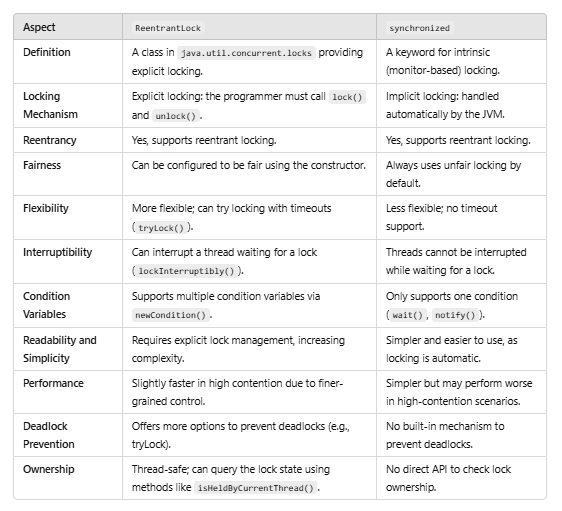 Aspect ReentrantLock synchronized
Definition A class in java.util.concurrent.locks providing A keyword for intrinsic
explicit locking. (monitor-based) locking.
Locking Explicit locking: the programmer must call lock() Implicit locking: handled
Mechanism and unlock(). automatically by the JVM.
Reentrancy Yes, supports reentrant locking. Yes, supports reentrant locking.
Fairness Can be configured to be fair using the constructor. Always uses unfair locking by
default.
Flexibility More flexible; can try locking with timeouts Less flexible; no timeout
(tryLock()). support.
Interruptibility Can interrupt a thread waiting for a lock Threads cannot be interrupted
(lockInterruptibly()). while waiting for a lock.
Condition Supports multiple condition variables via Only supports one condition
Variables newCondition(). (wait(), notify()).
Readability and Requires explicit lock management, increasing Simpler and easier to use, as
Simplicity complexity. locking is automatic.
Performance Slightly faster in high contention due to finer- Simpler but may perform worse
grained control. in high-contention scenarios.
Deadlock Offers more options to prevent deadlocks (e.g., No built-in mechanism to
Prevention tryLock). prevent deadlocks.
Ownership Thread-safe; can query the lock state using No direct API to check lock
methods like isHeldByCurrentThread(). ownership.